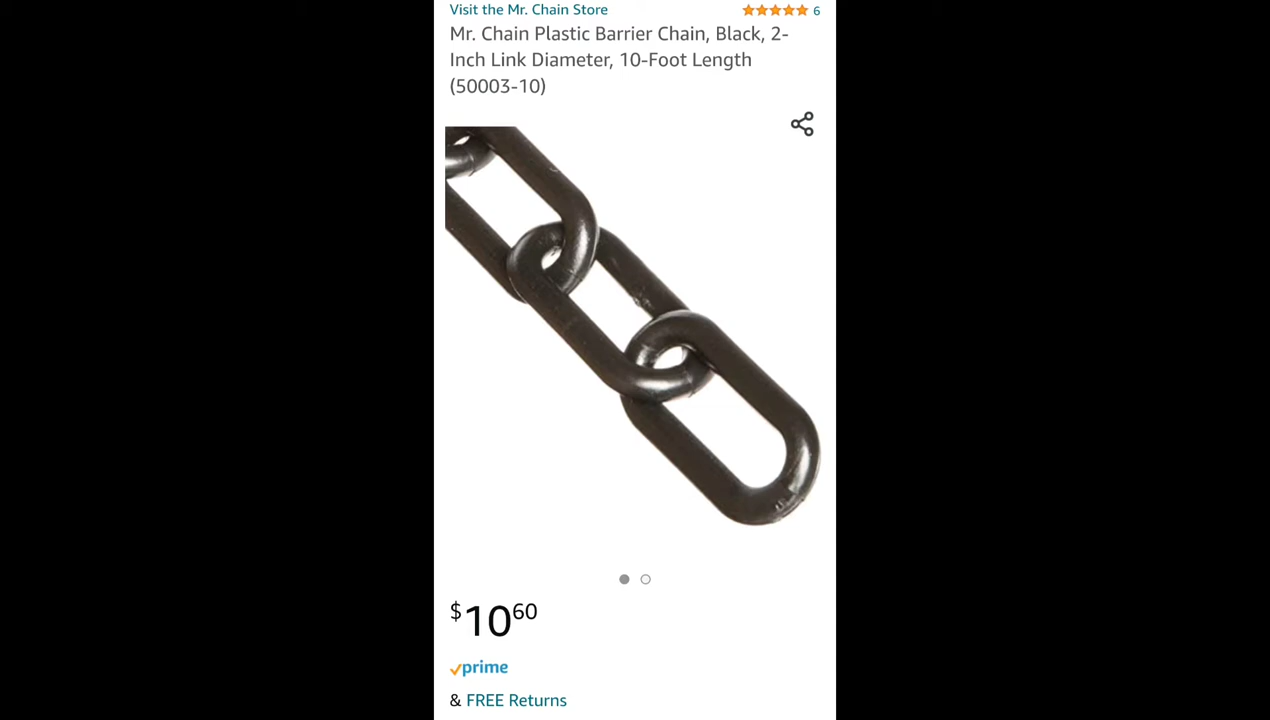 Visit the Mr. Chain Store
6
Mr. Chain Plastic Barrier Chain, Black, 2-
Inch Link Diameter, 10-Foot Length
(50003-10)
$1060
prime
& FREE Returns